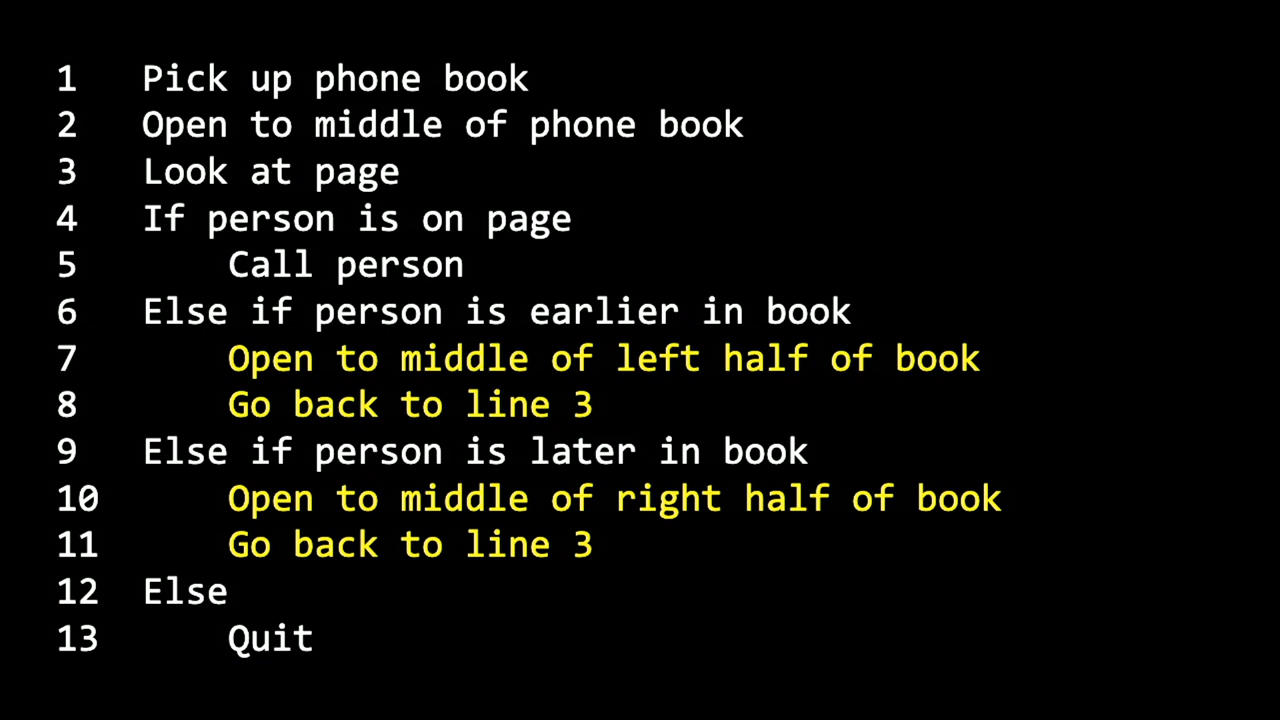 1 Pick up phone book
2 Open to middle of phone book
3 Look at page
4 If person is on page
5 Call person
6 Else if person is earlier in book
7 Open to middle of left half of book
8 Go back to line 3
9 Else if person is later in book
10 Open to middle of right half of book
11 Go back to line 3
12 Else
13 Quit